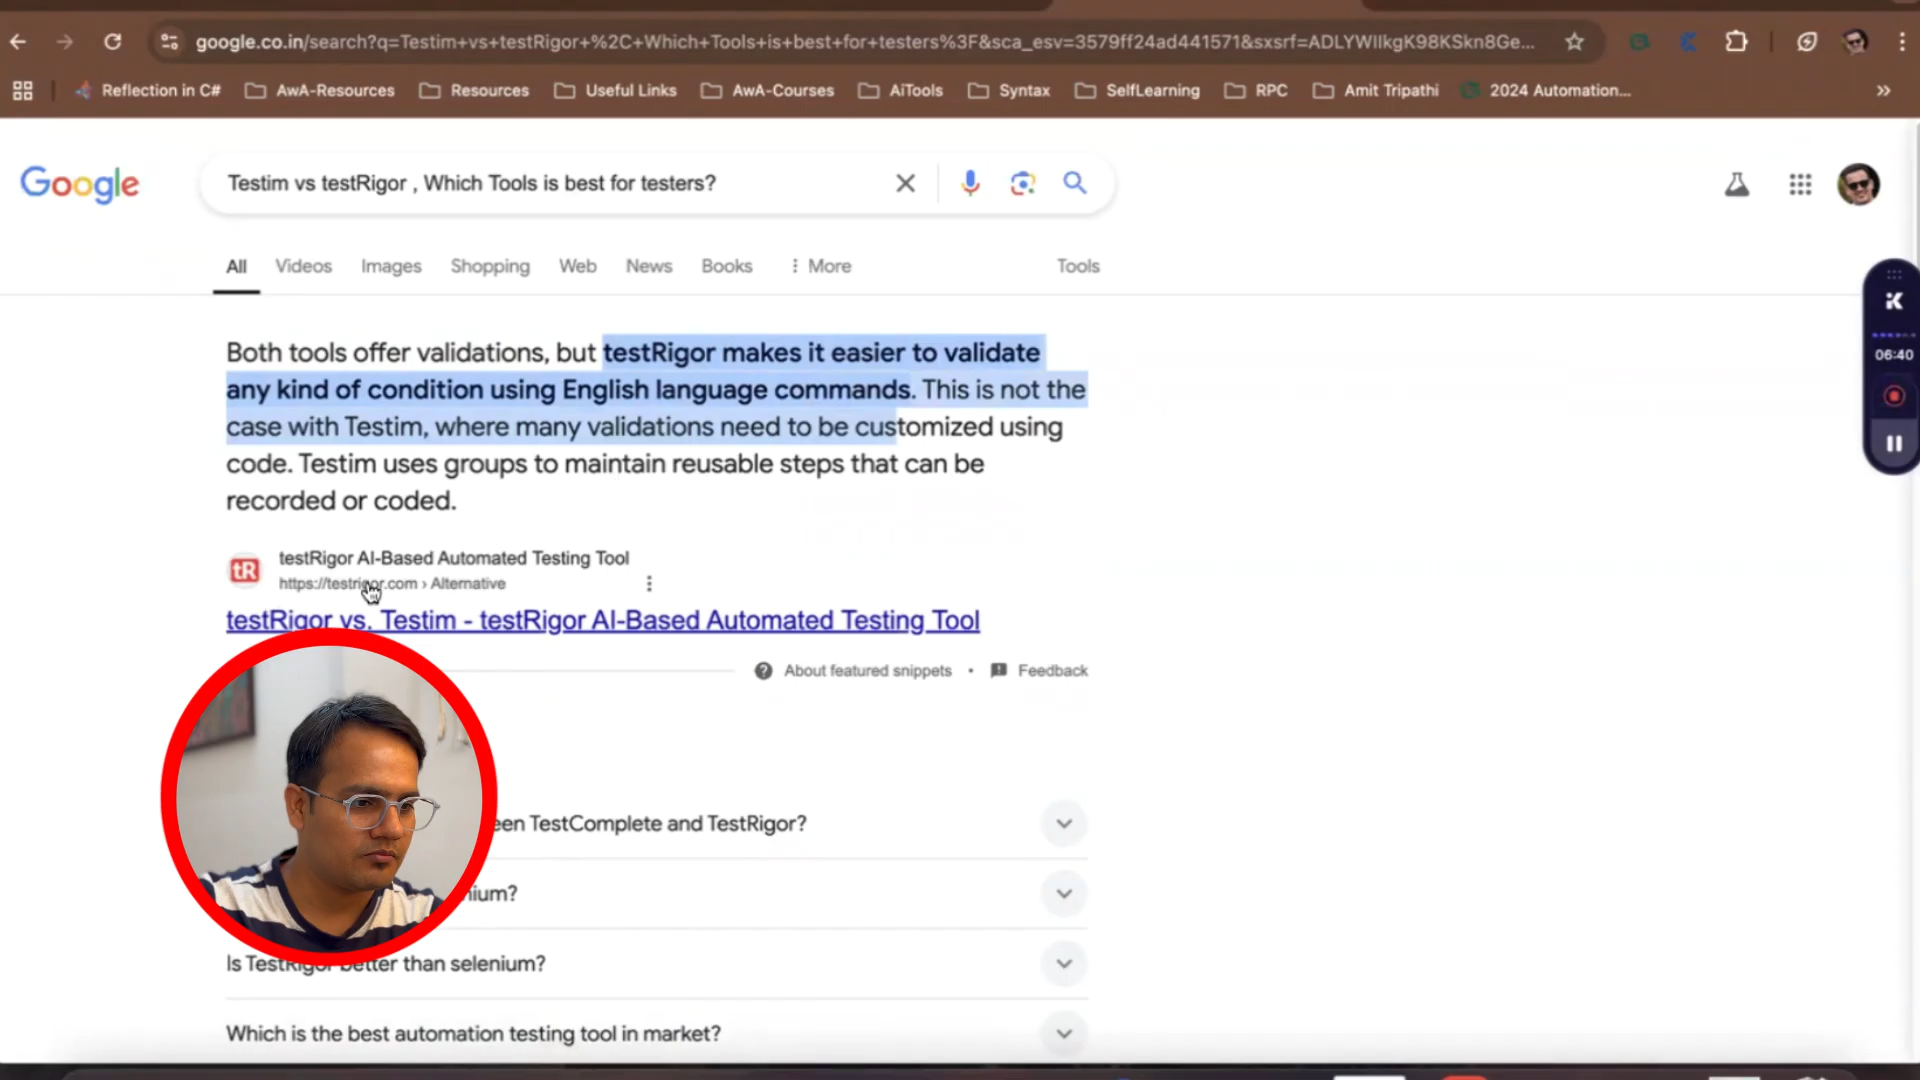 google.co.in/search?q=Testim+vs+testRigor+%2C+Which+Tools+is+best+for+testers%3F&sca_esv=3579ff24ad441571&sxsrf=ADLYWIlkgK98KSkn8Ge...
Reflection in C# AwA-Resources Resources Useful Links AwA-Courses AiTools Syntax SelfLearning RPC Amit Tripathi 2024 Automation... »
Google Testim vs testRigor , Which Tools is best for testers?
All Videos Images Shopping Web News Books More Tools
06:40
Both tools offer validations, but testRigor makes it easier to validate
any kind of condition using English language commands. This is not the
case with Testim, where many validations need to be customized using
code. Testim uses groups to maintain reusable steps that can be
recorded or coded.
tR testRigor AI-Based Automated Testing Tool
https://testrigor.com › Alternative
testRigor vs. Testim - testRigor AI-Based Automated Testing Tool
About featured snippets • Feedback
een TestComplete and TestRigor?
nium?
Is TestRigor better than selenium?
Which is the best automation testing tool in market?